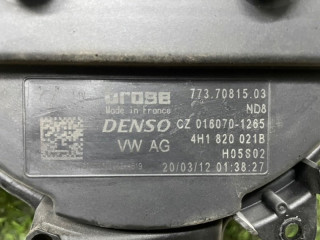 brose 773.70815.03
Made in France ND8
DENSO CZ 016070-1265
VW AG 4H1 820 021B
H05S02
20/03/12 01:38:27